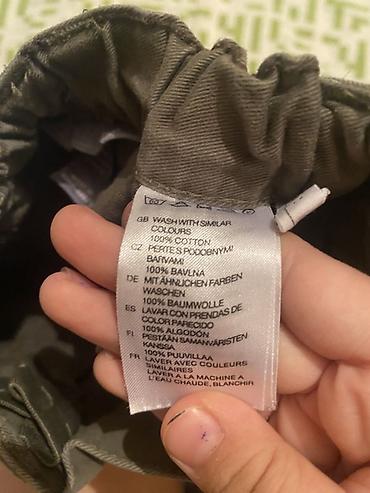 GB WASH WITH SIMILAR
COLOURS
100% COTTON
CZ PERTE S PODOBNYMI
BARVAMI
100% BAVLNA
DE MIT ÄHNLICHEN FARBEN
WASCHEN
100% BAUMWOLLE
ES LAVAR CON PRENDAS DE
COLOR PARECIDO
100% ALGODÓN
FI PESTÄÄN SAMANVÄRISTEN
KANSSA
100% PUUVILLAA
FR LAVER AVEC COULEURS
SIMILAIRES
LAVER A LA MACHINE A
L'EAU CHAUDE, BLANCHIR